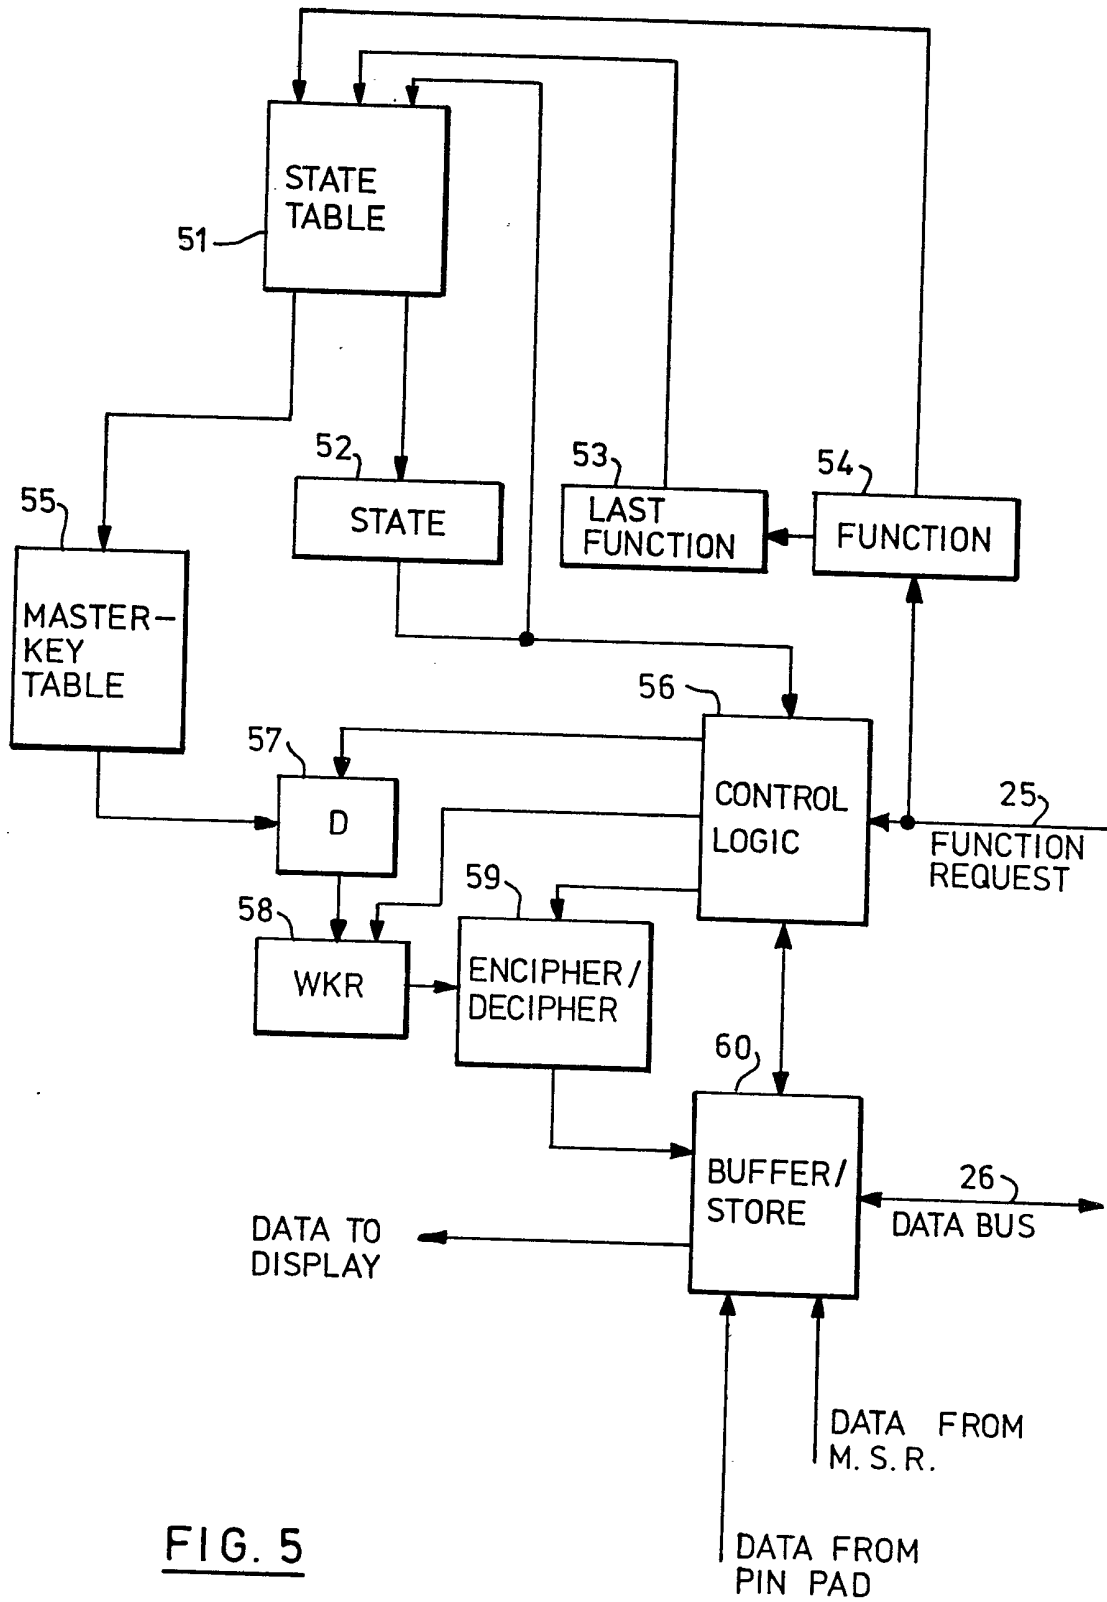 STATE
TABLE
51
52
STATE
53
LAST
FUNCTION
54
FUNCTION
55
MASTER-
KEY
TABLE
56
CONTROL
LOGIC
57
D
25
FUNCTION
REQUEST
58
WKR
59
ENCIPHER/
DECIPHER
60
BUFFER/
STORE
26
DATA BUS
DATA TO
DISPLAY
DATA FROM
M.S.R.
DATA FROM
PIN PAD
FIG. 5